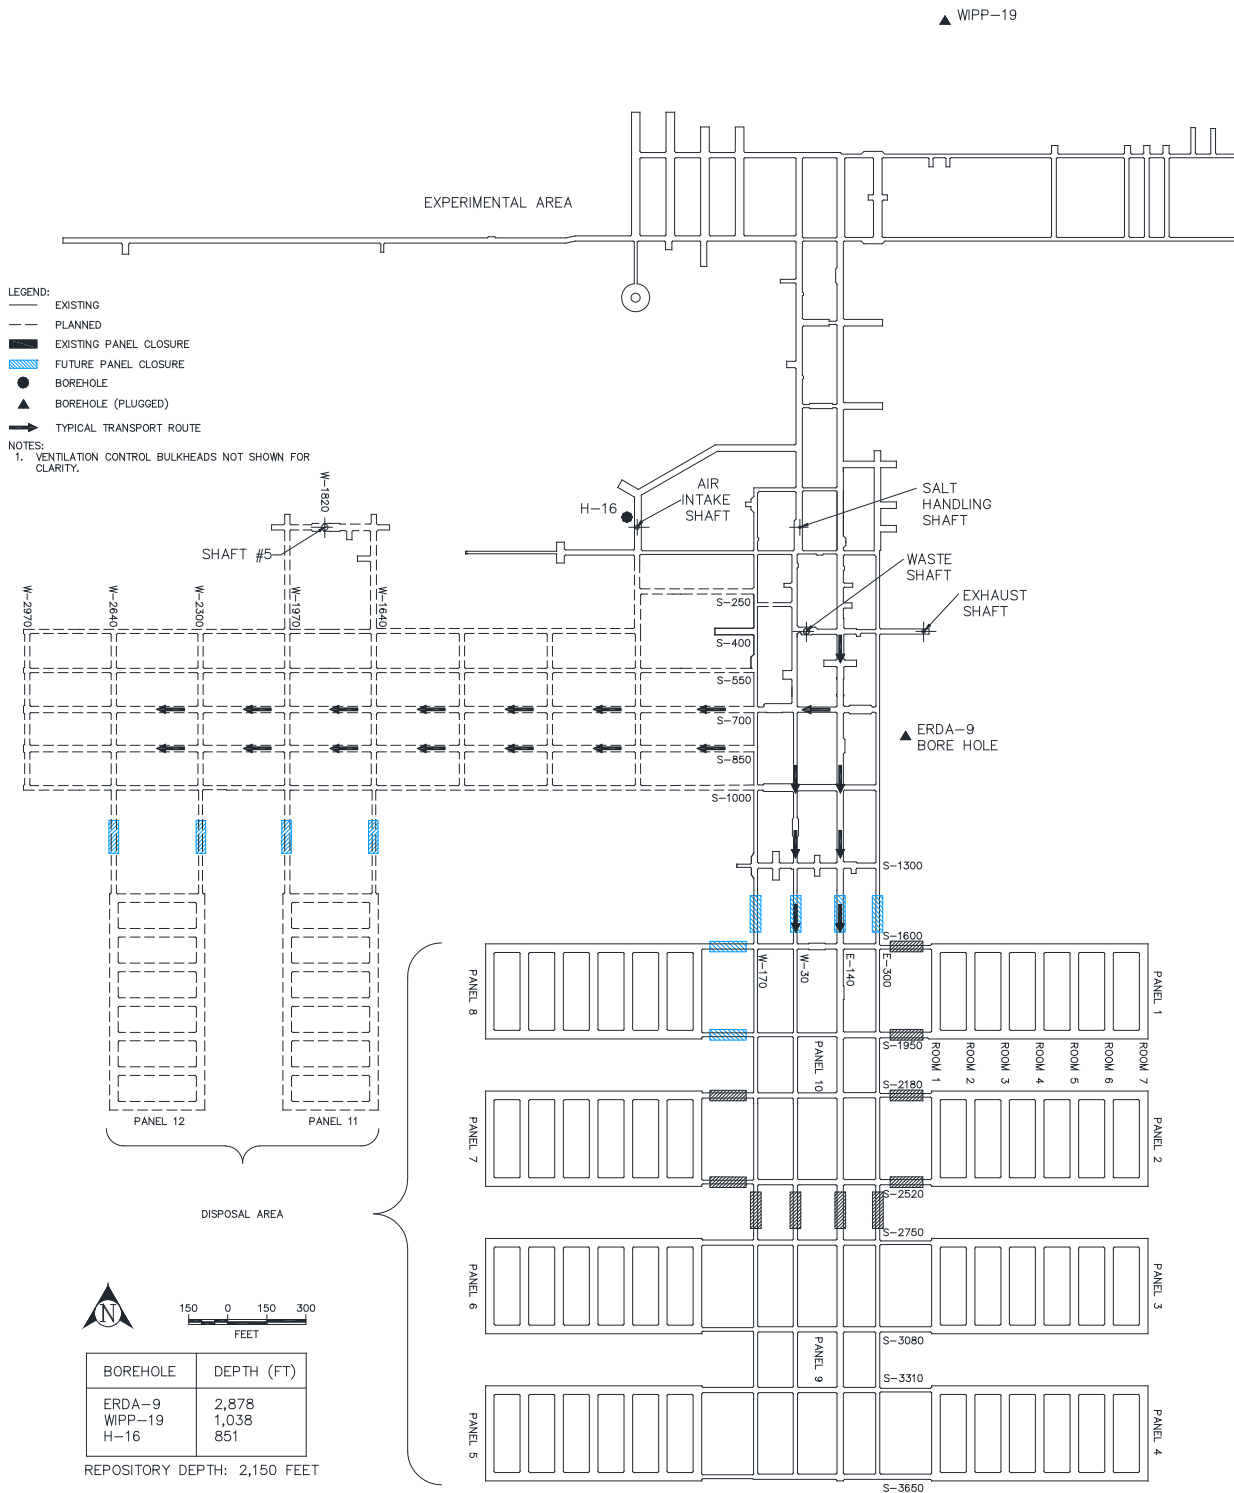 WIPP-19
EXPERIMENTAL AREA
LEGEND:
EXISTING
PLANNED
EXISTING PANEL CLOSURE
FUTURE PANEL CLOSURE
BOREHOLE
BOREHOLE (PLUGGED)
TYPICAL TRANSPORT ROUTE
NOTES:
1. VENTILATION CONTROL BULKHEADS NOT SHOWN FOR
CLARITY.
W-1820
SHAFT #5
H-16
AIR
INTAKE
SHAFT
SALT
HANDLING
SHAFT
WASTE
SHAFT
EXHAUST
SHAFT
W-2970
W-2640
W-2300
W-1970
W-1640
S-250
S-400
S-550
S-700
S-850
S-1000
ERDA-9
BORE HOLE
S-1300
S-1600
W-170
W-30
E-140
E-300
PANEL 8
PANEL 1
S-1950
PANEL 10
ROOM 1
ROOM 2
ROOM 3
ROOM 4
ROOM 5
ROOM 6
ROOM 7
S-2180
PANEL 12
PANEL 11
PANEL 7
PANEL 2
S-2520
DISPOSAL AREA
S-2750
PANEL 6
PANEL 3
S-3080
PANEL 9
S-3310
PANEL 5
PANEL 4
S-3650
N
150 0 150 300
FEET
BOREHOLE DEPTH (FT)
ERDA-9 2,878
WIPP-19 1,038
H-16 851
REPOSITORY DEPTH: 2,150 FEET